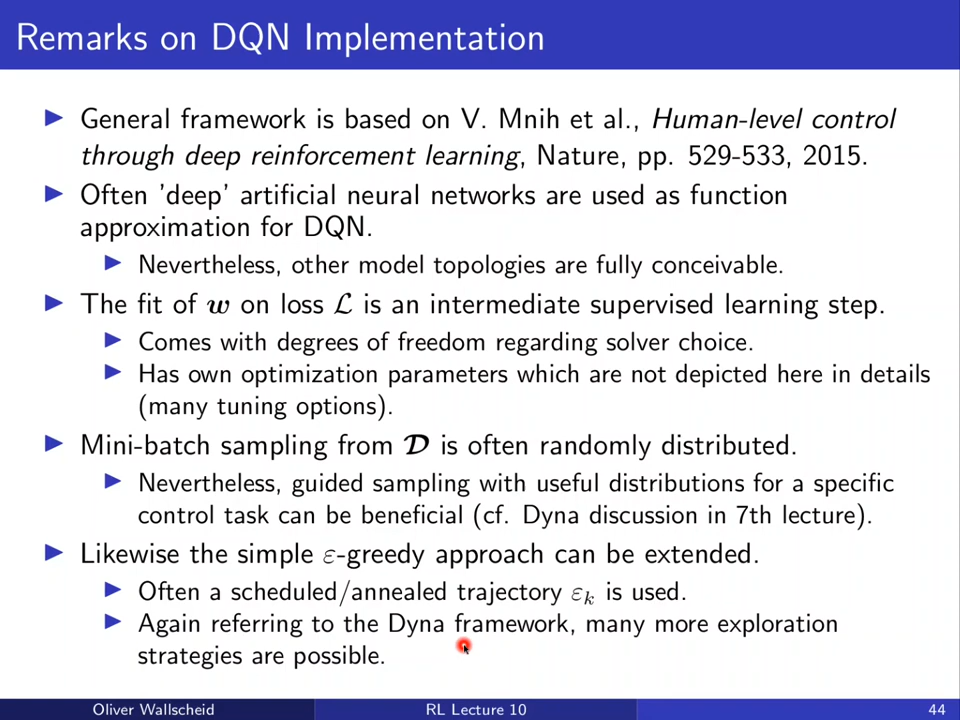 Remarks on DQN Implementation
General framework is based on V. Mnih et al., Human-level control
through deep reinforcement learning, Nature, pp. 529-533, 2015.
Often 'deep' artificial neural networks are used as function
approximation for DQN.
Nevertheless, other model topologies are fully conceivable.
The fit of w on loss ℒ is an intermediate supervised learning step.
Comes with degrees of freedom regarding solver choice.
Has own optimization parameters which are not depicted here in details
(many tuning options).
Mini-batch sampling from 𝓓 is often randomly distributed.
Nevertheless, guided sampling with useful distributions for a specific
control task can be beneficial (cf. Dyna discussion in 7th lecture).
Likewise the simple ε-greedy approach can be extended.
Often a scheduled/annealed trajectory εₖ is used.
Again referring to the Dyna framework, many more exploration
strategies are possible.
Oliver Wallscheid RL Lecture 10 44